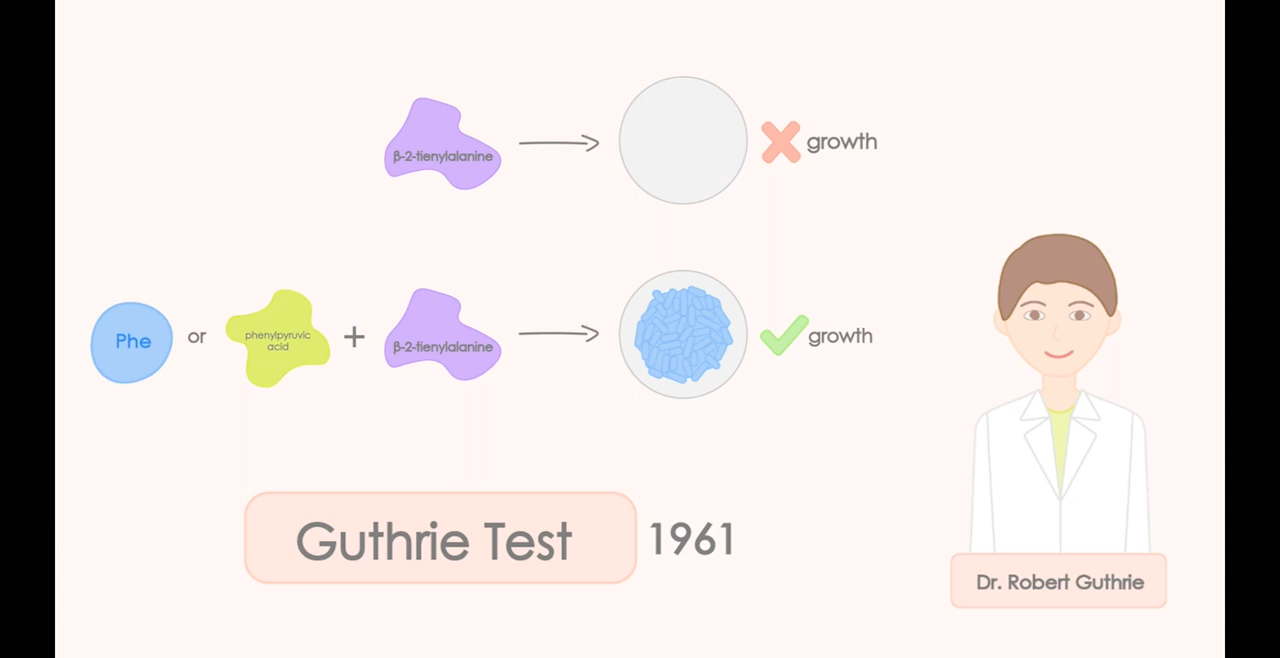 β-2-tienylalanine
growth
Phe
or
phenylpyruvic
acid
+
β-2-tienylalanine
growth
Guthrie Test
1961
Dr. Robert Guthrie